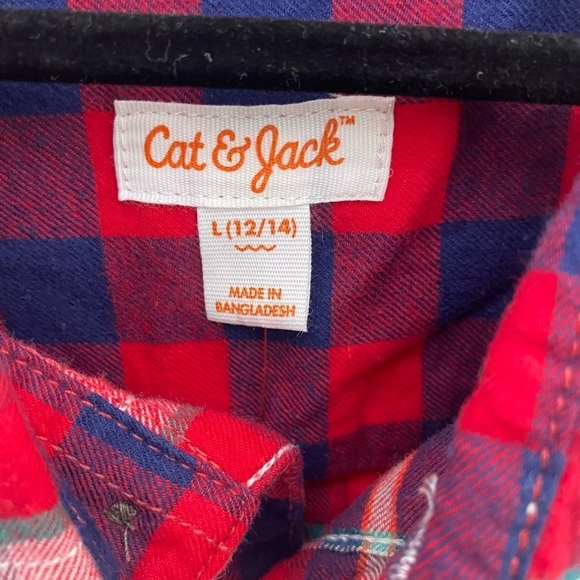 Cat & Jack™
L (12/14)
MADE IN
BANGLADESH